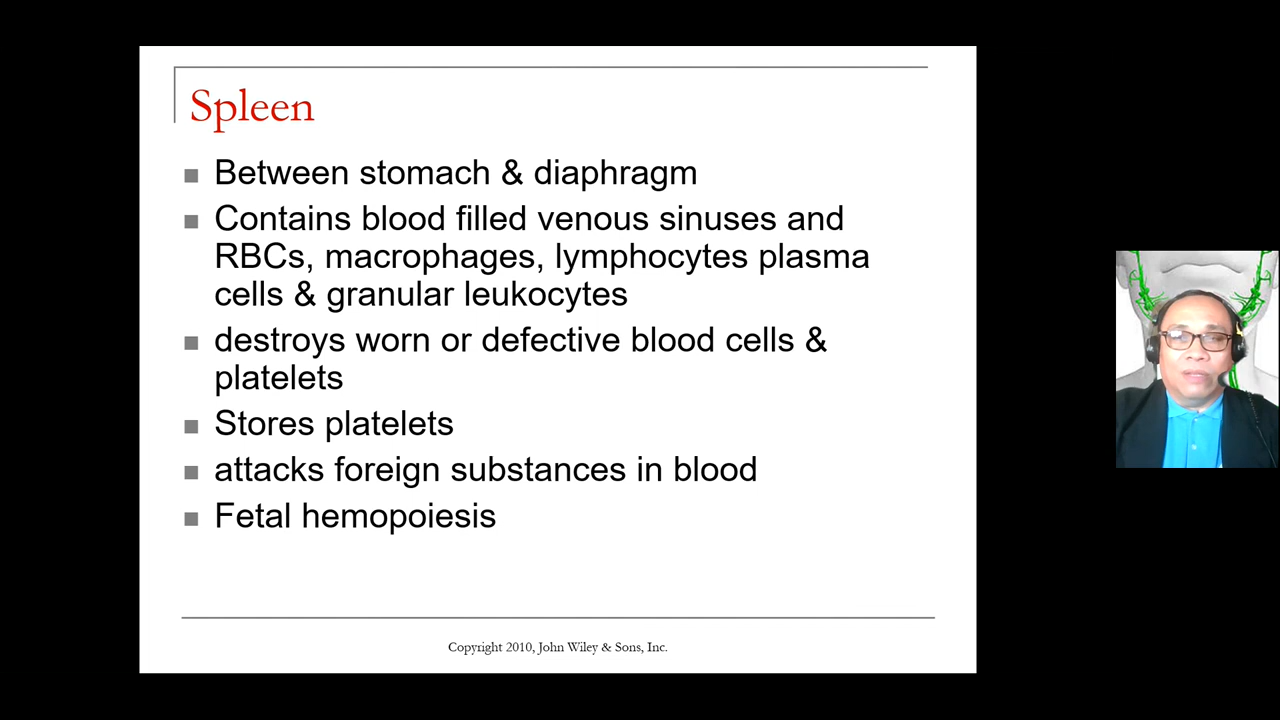 Spleen
Between stomach & diaphragm
Contains blood filled venous sinuses and
RBCs, macrophages, lymphocytes plasma
cells & granular leukocytes
destroys worn or defective blood cells &
platelets
Stores platelets
attacks foreign substances in blood
Fetal hemopoiesis
Copyright 2010, John Wiley & Sons, Inc.